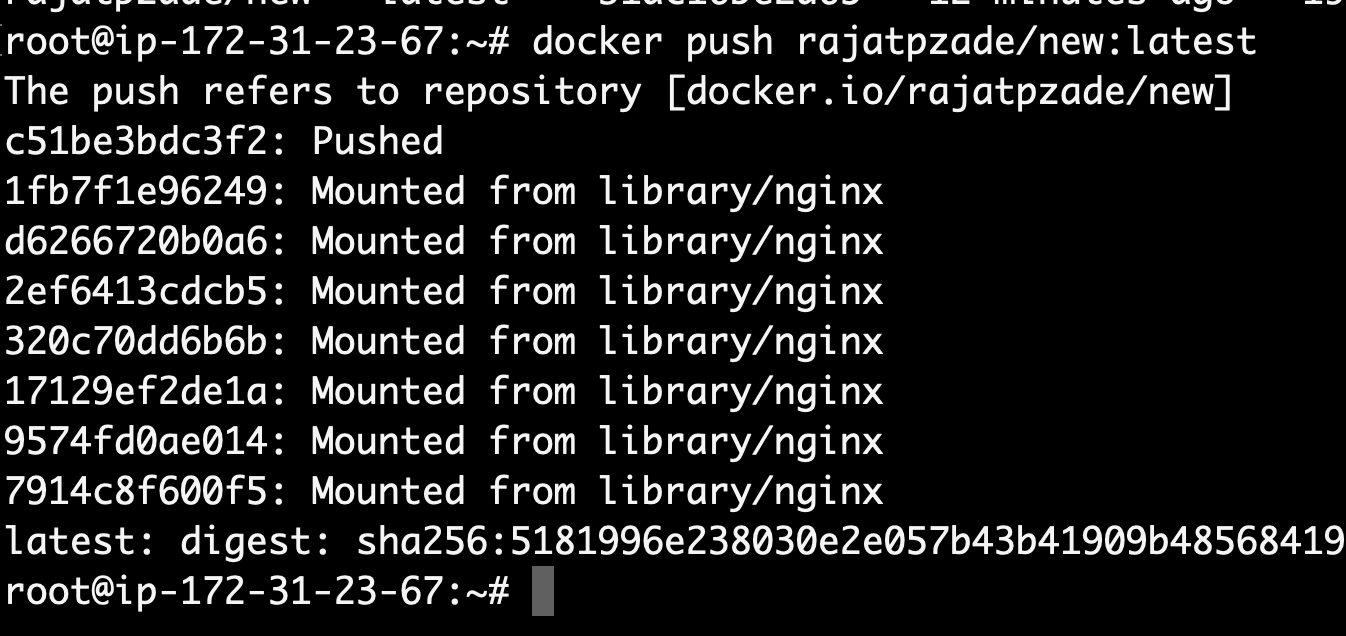 root@ip-172-31-23-67:~# docker push rajatpzade/new:latest
The push refers to repository [docker.io/rajatpzade/new]
c51be3bdc3f2: Pushed
1fb7f1e96249: Mounted from library/nginx
d6266720b0a6: Mounted from library/nginx
2ef6413cdcb5: Mounted from library/nginx
320c70dd6b6b: Mounted from library/nginx
17129ef2de1a: Mounted from library/nginx
9574fd0ae014: Mounted from library/nginx
7914c8f600f5: Mounted from library/nginx
latest: digest: sha256:5181996e238030e2e057b43b41909b48568419
root@ip-172-31-23-67:~#